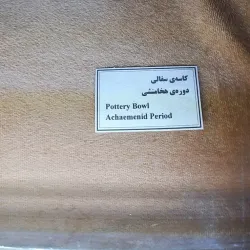 کاسه‌ی سفالی
دوره‌ی هخامنشی
Pottery Bowl
Achaemenid Period